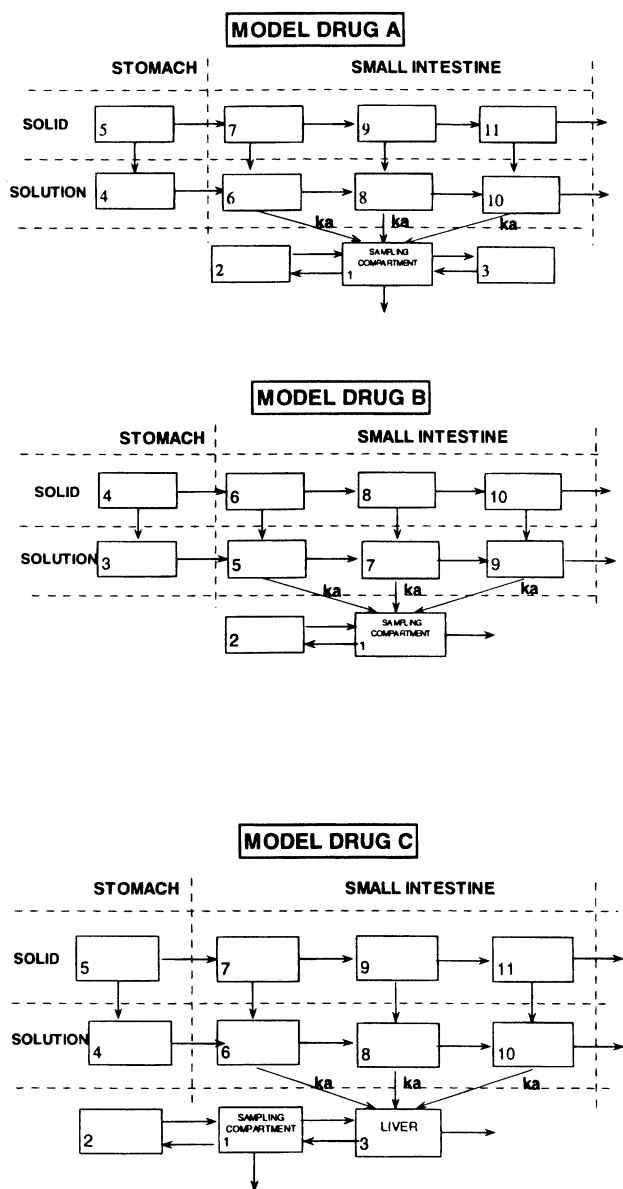 MODEL DRUG A
STOMACH SMALL INTESTINE
SOLID 5 7 9 11
SOLUTION 4 6 8 10
ka ka ka
2 SAMPLING COMPARTMENT 1 3
MODEL DRUG B
STOMACH SMALL INTESTINE
SOLID 4 6 8 10
SOLUTION 3 5 7 9
ka ka ka
2 SAMPLING COMPARTMENT 1
MODEL DRUG C
STOMACH SMALL INTESTINE
SOLID 5 7 9 11
SOLUTION 4 6 8 10
ka ka ka
2 SAMPLING COMPARTMENT 1 LIVER 3